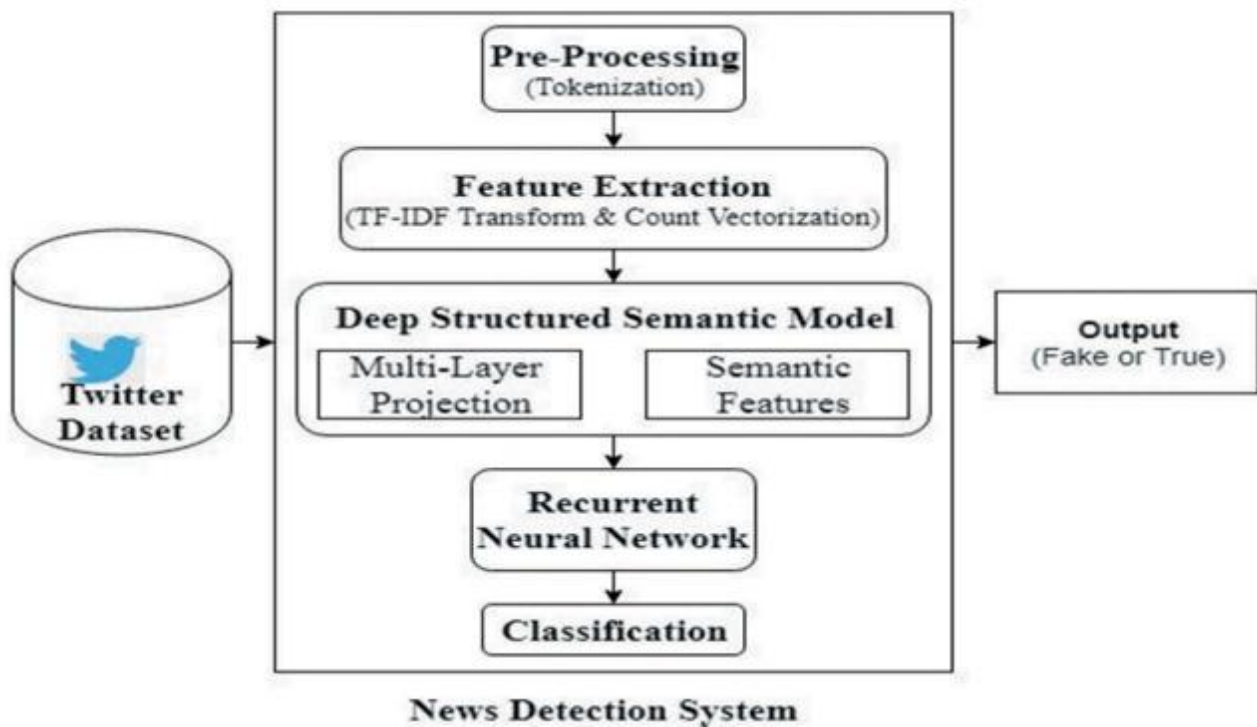 Pre-Processing
(Tokenization)
Feature Extraction
(TF-IDF Transform & Count Vectorization)
Deep Structured Semantic Model
Multi-Layer
Projection
Semantic
Features
Recurrent
Neural Network
Classification
Twitter
Dataset
Output
(Fake or True)
News Detection System